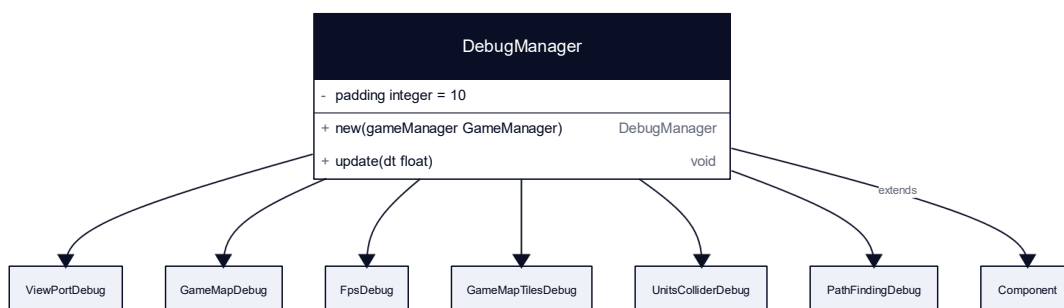 DebugManager
- padding integer = 10
+ new(gameManager GameManager) DebugManager
+ update(dt float) void
extends
ViewPortDebug GameMapDebug FpsDebug GameMapTilesDebug UnitsColliderDebug PathFindingDebug Component